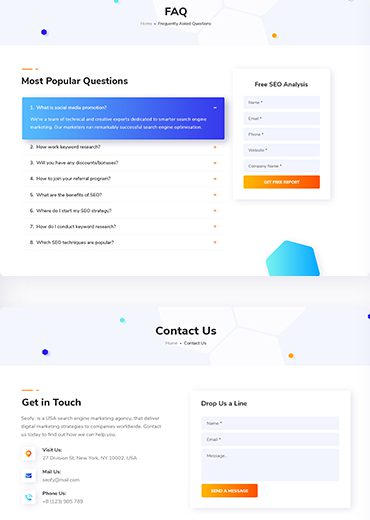 FAQ
Home • Frequently Asked Questions
Most Popular Questions
1. What is social media promotion? –
We're a team of technical and creative experts dedicated to smarter search engine
marketing. Our marketers run remarkably successful search engine optimisation.
2. How work keyword research? +
3. Will you have any discounts/bonuses? +
4. How to join your referral program? +
5. What are the benefits of SEO? +
6. Where do I start my SEO strategy? +
7. How do I conduct keyword research? +
8. Which SEO techniques are popular? +
Free SEO Analysis
Name *
Email *
Phone *
Website *
Company Name *
GET FREE REPORT
Contact Us
Home • Contact Us
Get in Touch
Seofy. is a USA search engine marketing agency, that deliver
digital marketing strategies to companies worldwide. Contact
us today to find out how we can help you.
Visit Us:
27 Division St, New York, NY 10002, USA
Mail Us:
seofy@mail.com
Phone Us:
+8 (123) 985 789
Drop Us a Line
Name *
Email *
Message...
SEND A MESSAGE